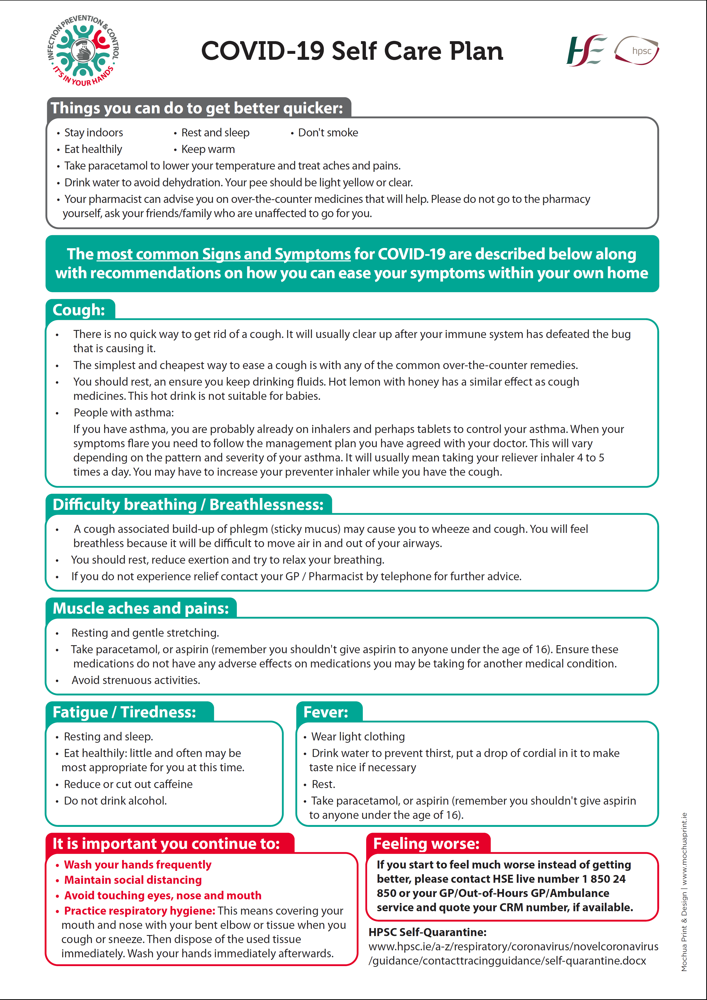 INFECTION PREVENTION & CONTROL
• IT'S IN YOUR HANDS •
COVID-19 Self Care Plan
HSE
hpsc
Things you can do to get better quicker:
• Stay indoors • Rest and sleep • Don't smoke
• Eat healthily • Keep warm
• Take paracetamol to lower your temperature and treat aches and pains.
• Drink water to avoid dehydration. Your pee should be light yellow or clear.
• Your pharmacist can advise you on over-the-counter medicines that will help. Please do not go to the pharmacy
yourself, ask your friends/family who are unaffected to go for you.
The most common Signs and Symptoms for COVID-19 are described below along
with recommendations on how you can ease your symptoms within your own home
Cough:
• There is no quick way to get rid of a cough. It will usually clear up after your immune system has defeated the bug
that is causing it.
• The simplest and cheapest way to ease a cough is with any of the common over-the-counter remedies.
• You should rest, an ensure you keep drinking fluids. Hot lemon with honey has a similar effect as cough
medicines. This hot drink is not suitable for babies.
• People with asthma:
If you have asthma, you are probably already on inhalers and perhaps tablets to control your asthma. When your
symptoms flare you need to follow the management plan you have agreed with your doctor. This will vary
depending on the pattern and severity of your asthma. It will usually mean taking your reliever inhaler 4 to 5
times a day. You may have to increase your preventer inhaler while you have the cough.
Difficulty breathing / Breathlessness:
• A cough associated build-up of phlegm (sticky mucus) may cause you to wheeze and cough. You will feel
breathless because it will be difficult to move air in and out of your airways.
• You should rest, reduce exertion and try to relax your breathing.
• If you do not experience relief contact your GP / Pharmacist by telephone for further advice.
Muscle aches and pains:
• Resting and gentle stretching.
• Take paracetamol, or aspirin (remember you shouldn't give aspirin to anyone under the age of 16). Ensure these
medications do not have any adverse effects on medications you may be taking for another medical condition.
• Avoid strenuous activities.
Fatigue / Tiredness:
• Resting and sleep.
• Eat healthily: little and often may be
most appropriate for you at this time.
• Reduce or cut out caffeine
• Do not drink alcohol.
Fever:
• Wear light clothing
• Drink water to prevent thirst, put a drop of cordial in it to make
taste nice if necessary
• Rest.
• Take paracetamol, or aspirin (remember you shouldn't give aspirin
to anyone under the age of 16).
It is important you continue to:
• Wash your hands frequently
• Maintain social distancing
• Avoid touching eyes, nose and mouth
• Practice respiratory hygiene: This means covering your
mouth and nose with your bent elbow or tissue when you
cough or sneeze. Then dispose of the used tissue
immediately. Wash your hands immediately afterwards.
Feeling worse:
If you start to feel much worse instead of getting
better, please contact HSE live number 1 850 24
850 or your GP/Out-of-Hours GP/Ambulance
service and quote your CRM number, if available.
HPSC Self-Quarantine:
www.hpsc.ie/a-z/respiratory/coronavirus/novelcoronavirus
/guidance/contacttracingguidance/self-quarantine.docx
Mochua Print & Design | www.mochuaprint.ie